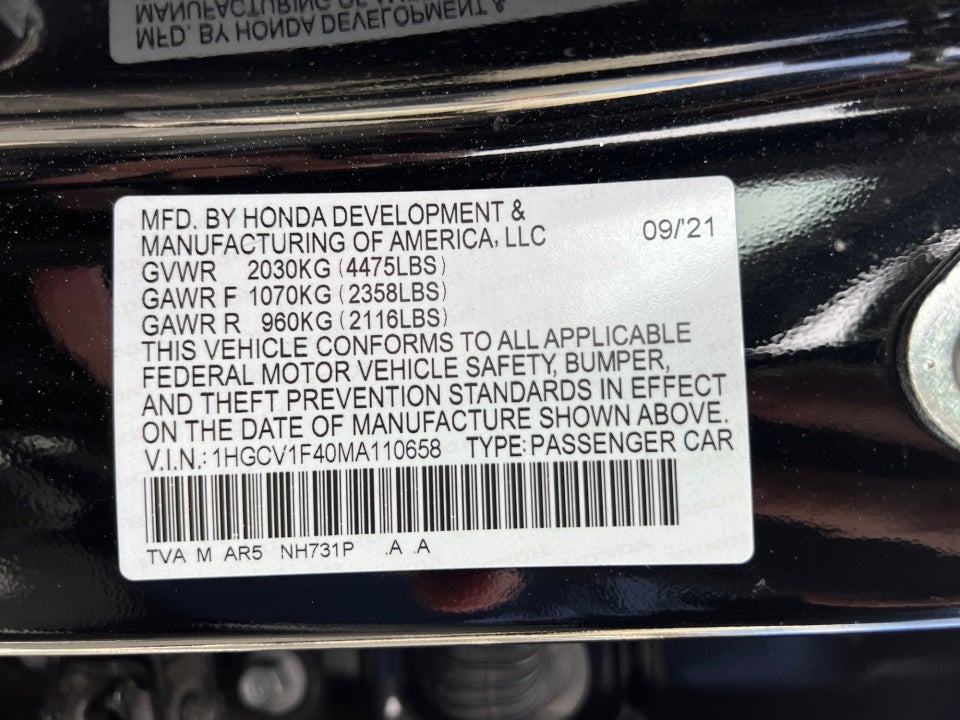 MFD. BY HONDA DEVELOPMENT &
MANUFACTURING OF AMERICA, LLC 09/'21
GVWR 2030KG (4475LBS)
GAWR F 1070KG (2358LBS)
GAWR R 960KG (2116LBS)
THIS VEHICLE CONFORMS TO ALL APPLICABLE
FEDERAL MOTOR VEHICLE SAFETY, BUMPER,
AND THEFT PREVENTION STANDARDS IN EFFECT
ON THE DATE OF MANUFACTURE SHOWN ABOVE.
V.I.N.: 1HGCV1F40MA110658 TYPE: PASSENGER CAR
TVA M AR5 NH731P .A .A